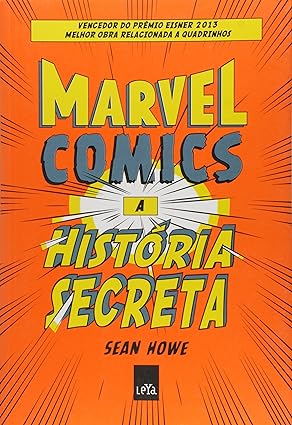 VENCEDOR DO PRÊMIO EISNER 2013
MELHOR OBRA RELACIONADA A QUADRINHOS
MARVEL
COMICS
A
HISTÓRIA
SECRETA
SEAN HOWE
LeYa